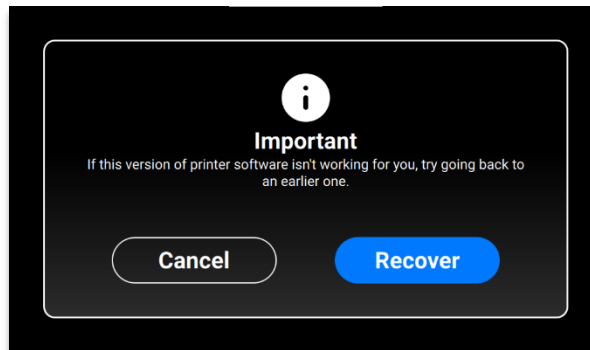 Important
If this version of printer software isn't working for you, try going back to
an earlier one.
Cancel
Recover